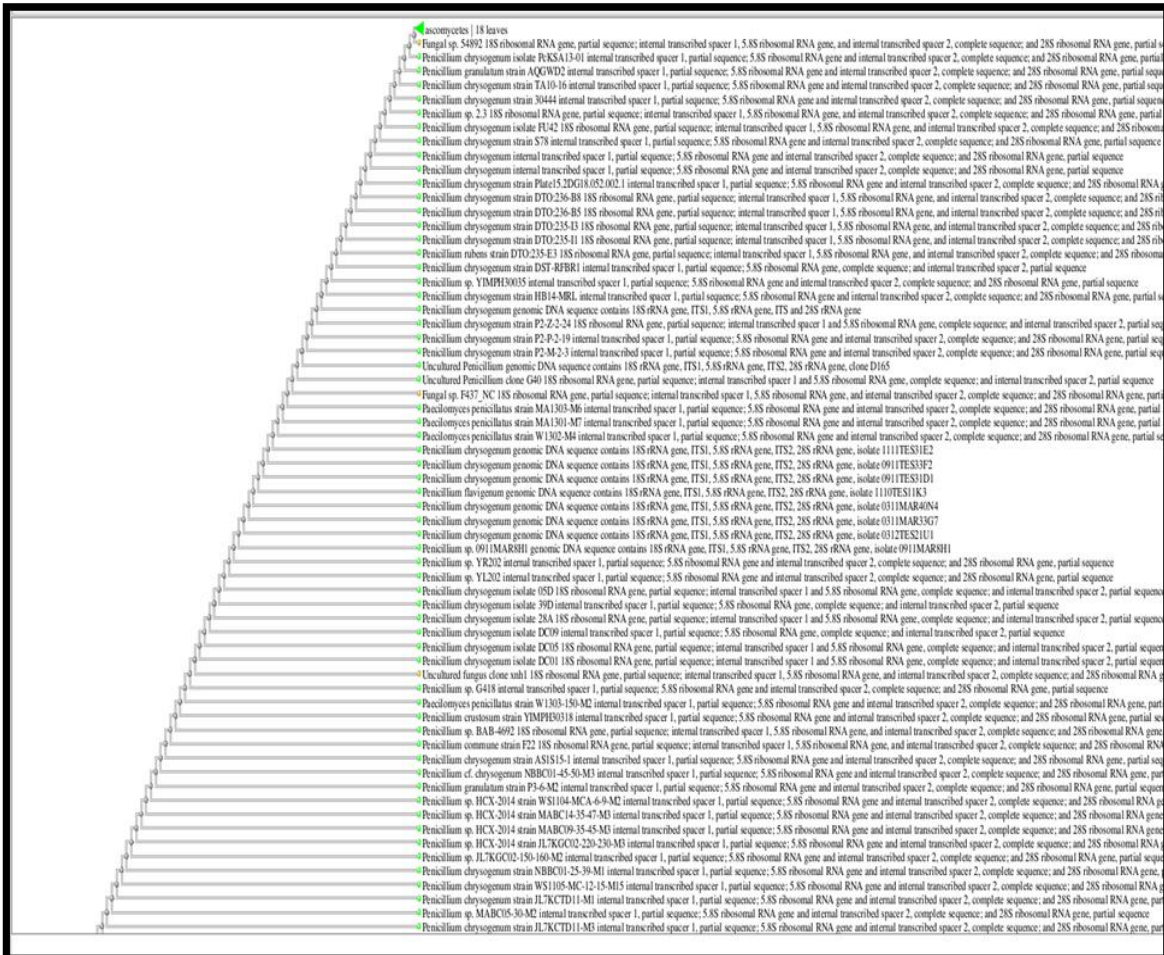 ascomycetes | 18 leaves
Fungal sp. 54892 18S ribosomal RNA gene, partial sequence; internal transcribed spacer 1, 5.8S ribosomal RNA gene, and internal transcribed spacer 2, complete sequence; and 28S ribosomal RNA gene, partial s
Penicillium chrysogenum isolate PcKSA13-01 internal transcribed spacer 1, partial sequence; 5.8S ribosomal RNA gene and internal transcribed spacer 2, complete sequence; and 28S ribosomal RNA gene, partial
Penicillium granulatum strain AQGWD2 internal transcribed spacer 1, partial sequence; 5.8S ribosomal RNA gene and internal transcribed spacer 2, complete sequence; and 28S ribosomal RNA gene, partial seque
Penicillium chrysogenum strain TA10-16 internal transcribed spacer 1, partial sequence; 5.8S ribosomal RNA gene and internal transcribed spacer 2, complete sequence; and 28S ribosomal RNA gene, partial seq
Penicillium chrysogenum strain 30444 internal transcribed spacer 1, partial sequence; 5.8S ribosomal RNA gene and internal transcribed spacer 2, complete sequence; and 28S ribosomal RNA gene, partial sequenc
Penicillium sp. 2.3 18S ribosomal RNA gene, partial sequence; internal transcribed spacer 1, 5.8S ribosomal RNA gene, and internal transcribed spacer 2, complete sequence; and 28S ribosomal RNA gene, partial
Penicillium chrysogenum isolate FU42 18S ribosomal RNA gene, partial sequence; internal transcribed spacer 1, 5.8S ribosomal RNA gene, and internal transcribed spacer 2, complete sequence; and 28S ribosoma
Penicillium chrysogenum strain S78 internal transcribed spacer 1, partial sequence; 5.8S ribosomal RNA gene and internal transcribed spacer 2, complete sequence; and 28S ribosomal RNA gene, partial sequence
Penicillium chrysogenum internal transcribed spacer 1, partial sequence; 5.8S ribosomal RNA gene and internal transcribed spacer 2, complete sequence; and 28S ribosomal RNA gene, partial sequence
Penicillium chrysogenum internal transcribed spacer 1, partial sequence; 5.8S ribosomal RNA gene and internal transcribed spacer 2, complete sequence; and 28S ribosomal RNA gene, partial sequence
Penicillium chrysogenum strain Plate15.2DG18.052.002.1 internal transcribed spacer 1, partial sequence; 5.8S ribosomal RNA gene and internal transcribed spacer 2, complete sequence; and 28S ribosomal RNA g
Penicillium chrysogenum strain DTO:236-B8 18S ribosomal RNA gene, partial sequence; internal transcribed spacer 1, 5.8S ribosomal RNA gene, and internal transcribed spacer 2, complete sequence; and 28S rib
Penicillium chrysogenum strain DTO:236-B5 18S ribosomal RNA gene, partial sequence; internal transcribed spacer 1, 5.8S ribosomal RNA gene, and internal transcribed spacer 2, complete sequence; and 28S rib
Penicillium chrysogenum strain DTO:235-I3 18S ribosomal RNA gene, partial sequence; internal transcribed spacer 1, 5.8S ribosomal RNA gene, and internal transcribed spacer 2, complete sequence; and 28S ribo
Penicillium chrysogenum strain DTO:235-I1 18S ribosomal RNA gene, partial sequence; internal transcribed spacer 1, 5.8S ribosomal RNA gene, and internal transcribed spacer 2, complete sequence; and 28S ribo
Penicillium rubens strain DTO:235-E3 18S ribosomal RNA gene, partial sequence; internal transcribed spacer 1, 5.8S ribosomal RNA gene, and internal transcribed spacer 2, complete sequence; and 28S ribosoma
Penicillium chrysogenum strain DST-RFBR1 internal transcribed spacer 1, partial sequence; 5.8S ribosomal RNA gene, complete sequence; and internal transcribed spacer 2, partial sequence
Penicillium sp. YIMPH30035 internal transcribed spacer 1, partial sequence; 5.8S ribosomal RNA gene and internal transcribed spacer 2, complete sequence; and 28S ribosomal RNA gene, partial sequence
Penicillium chrysogenum strain HB14-MRL internal transcribed spacer 1, partial sequence; 5.8S ribosomal RNA gene and internal transcribed spacer 2, complete sequence; and 28S ribosomal RNA gene, partial s
Penicillium chrysogenum genomic DNA sequence contains 18S rRNA gene, ITS1, 5.8S rRNA gene, ITS and 28S rRNA gene
Penicillium chrysogenum strain P2-Z-2-24 18S ribosomal RNA gene, partial sequence; internal transcribed spacer 1 and 5.8S ribosomal RNA gene, complete sequence; and internal transcribed spacer 2, partial seq
Penicillium chrysogenum strain P2-P-2-19 internal transcribed spacer 1, partial sequence; 5.8S ribosomal RNA gene and internal transcribed spacer 2, complete sequence; and 28S ribosomal RNA gene, partial seq
Penicillium chrysogenum strain P2-M-2-3 internal transcribed spacer 1, partial sequence; 5.8S ribosomal RNA gene and internal transcribed spacer 2, complete sequence; and 28S ribosomal RNA gene, partial seq
Uncultured Penicillium genomic DNA sequence contains 18S rRNA gene, ITS1, 5.8S rRNA gene, ITS2, 28S rRNA gene, clone D165
Uncultured Penicillium clone G40 18S ribosomal RNA gene, partial sequence; internal transcribed spacer 1 and 5.8S ribosomal RNA gene, complete sequence; and internal transcribed spacer 2, partial sequence
Fungal sp. F437_NC 18S ribosomal RNA gene, partial sequence; internal transcribed spacer 1, 5.8S ribosomal RNA gene, and internal transcribed spacer 2, complete sequence; and 28S ribosomal RNA gene, parti
Paecilomyces penicillatus strain MA1303-M6 internal transcribed spacer 1, partial sequence; 5.8S ribosomal RNA gene and internal transcribed spacer 2, complete sequence; and 28S ribosomal RNA gene, partial
Paecilomyces penicillatus strain MA1301-M7 internal transcribed spacer 1, partial sequence; 5.8S ribosomal RNA gene and internal transcribed spacer 2, complete sequence; and 28S ribosomal RNA gene, partial
Paecilomyces penicillatus strain W1302-M4 internal transcribed spacer 1, partial sequence; 5.8S ribosomal RNA gene and internal transcribed spacer 2, complete sequence; and 28S ribosomal RNA gene, partial se
Penicillium chrysogenum genomic DNA sequence contains 18S rRNA gene, ITS1, 5.8S rRNA gene, ITS2, 28S rRNA gene, isolate 1111TES31E2
Penicillium chrysogenum genomic DNA sequence contains 18S rRNA gene, ITS1, 5.8S rRNA gene, ITS2, 28S rRNA gene, isolate 0911TES33F2
Penicillium chrysogenum genomic DNA sequence contains 18S rRNA gene, ITS1, 5.8S rRNA gene, ITS2, 28S rRNA gene, isolate 0911TES31D1
Penicillium flavigenum genomic DNA sequence contains 18S rRNA gene, ITS1, 5.8S rRNA gene, ITS2, 28S rRNA gene, isolate 1110TES11K3
Penicillium chrysogenum genomic DNA sequence contains 18S rRNA gene, ITS1, 5.8S rRNA gene, ITS2, 28S rRNA gene, isolate 0311MAR40N4
Penicillium chrysogenum genomic DNA sequence contains 18S rRNA gene, ITS1, 5.8S rRNA gene, ITS2, 28S rRNA gene, isolate 0311MAR33G7
Penicillium chrysogenum genomic DNA sequence contains 18S rRNA gene, ITS1, 5.8S rRNA gene, ITS2, 28S rRNA gene, isolate 0312TES21U1
Penicillium sp. 0911MAR8H1 genomic DNA sequence contains 18S rRNA gene, ITS1, 5.8S rRNA gene, ITS2, 28S rRNA gene, isolate 0911MAR8H1
Penicillium sp. YR202 internal transcribed spacer 1, partial sequence; 5.8S ribosomal RNA gene and internal transcribed spacer 2, complete sequence; and 28S ribosomal RNA gene, partial sequence
Penicillium sp. YL202 internal transcribed spacer 1, partial sequence; 5.8S ribosomal RNA gene and internal transcribed spacer 2, complete sequence; and 28S ribosomal RNA gene, partial sequence
Penicillium chrysogenum isolate 05D 18S ribosomal RNA gene, partial sequence; internal transcribed spacer 1 and 5.8S ribosomal RNA gene, complete sequence; and internal transcribed spacer 2, partial sequence
Penicillium chrysogenum isolate 39D internal transcribed spacer 1, partial sequence; 5.8S ribosomal RNA gene, complete sequence; and internal transcribed spacer 2, partial sequence
Penicillium chrysogenum isolate 28A 18S ribosomal RNA gene, partial sequence; internal transcribed spacer 1 and 5.8S ribosomal RNA gene, complete sequence; and internal transcribed spacer 2, partial sequence
Penicillium chrysogenum isolate DC09 internal transcribed spacer 1, partial sequence; 5.8S ribosomal RNA gene, complete sequence; and internal transcribed spacer 2, partial sequence
Penicillium chrysogenum isolate DC05 18S ribosomal RNA gene, partial sequence; internal transcribed spacer 1 and 5.8S ribosomal RNA gene, complete sequence; and internal transcribed spacer 2, partial sequen
Penicillium chrysogenum isolate DC01 18S ribosomal RNA gene, partial sequence; internal transcribed spacer 1 and 5.8S ribosomal RNA gene, complete sequence; and internal transcribed spacer 2, partial sequen
Uncultured fungus clone xnh1 18S ribosomal RNA gene, partial sequence; internal transcribed spacer 1, 5.8S ribosomal RNA gene, and internal transcribed spacer 2, complete sequence; and 28S ribosomal RNA g
Penicillium sp. G418 internal transcribed spacer 1, partial sequence; 5.8S ribosomal RNA gene and internal transcribed spacer 2, complete sequence; and 28S ribosomal RNA gene, partial sequence
Paecilomyces penicillatus strain W1303-150-M2 internal transcribed spacer 1, partial sequence; 5.8S ribosomal RNA gene and internal transcribed spacer 2, complete sequence; and 28S ribosomal RNA gene, part
Penicillium crustosum strain YIMPH30318 internal transcribed spacer 1, partial sequence; 5.8S ribosomal RNA gene and internal transcribed spacer 2, complete sequence; and 28S ribosomal RNA gene, partial se
Penicillium sp. BAB-4692 18S ribosomal RNA gene, partial sequence; internal transcribed spacer 1, 5.8S ribosomal RNA gene, and internal transcribed spacer 2, complete sequence; and 28S ribosomal RNA gene,
Penicillium commune strain F22 18S ribosomal RNA gene, partial sequence; internal transcribed spacer 1, 5.8S ribosomal RNA gene, and internal transcribed spacer 2, complete sequence; and 28S ribosomal RNA
Penicillium chrysogenum strain AS1S15-1 internal transcribed spacer 1, partial sequence; 5.8S ribosomal RNA gene and internal transcribed spacer 2, complete sequence; and 28S ribosomal RNA gene, partial seq
Penicillium cf. chrysogenum NBBC01-45-50-M3 internal transcribed spacer 1, partial sequence; 5.8S ribosomal RNA gene and internal transcribed spacer 2, complete sequence; and 28S ribosomal RNA gene, par
Penicillium granulatum strain P3-6-M2 internal transcribed spacer 1, partial sequence; 5.8S ribosomal RNA gene and internal transcribed spacer 2, complete sequence; and 28S ribosomal RNA gene, partial sequen
Penicillium sp. HCX-2014 strain WS1104-MCA-6-9-M2 internal transcribed spacer 1, partial sequence; 5.8S ribosomal RNA gene and internal transcribed spacer 2, complete sequence; and 28S ribosomal RNA g
Penicillium sp. HCX-2014 strain MABC14-35-47-M3 internal transcribed spacer 1, partial sequence; 5.8S ribosomal RNA gene and internal transcribed spacer 2, complete sequence; and 28S ribosomal RNA gene
Penicillium sp. HCX-2014 strain MABC09-35-45-M3 internal transcribed spacer 1, partial sequence; 5.8S ribosomal RNA gene and internal transcribed spacer 2, complete sequence; and 28S ribosomal RNA gene
Penicillium sp. HCX-2014 strain JL7KGC02-220-230-M3 internal transcribed spacer 1, partial sequence; 5.8S ribosomal RNA gene and internal transcribed spacer 2, complete sequence; and 28S ribosomal RNA g
Penicillium sp. JL7KGC02-150-160-M2 internal transcribed spacer 1, partial sequence; 5.8S ribosomal RNA gene and internal transcribed spacer 2, complete sequence; and 28S ribosomal RNA gene, partial seque
Penicillium chrysogenum strain NBBC01-25-39-M1 internal transcribed spacer 1, partial sequence; 5.8S ribosomal RNA gene and internal transcribed spacer 2, complete sequence; and 28S ribosomal RNA gene,
Penicillium chrysogenum strain WS1105-MC-12-15-M15 internal transcribed spacer 1, partial sequence; 5.8S ribosomal RNA gene and internal transcribed spacer 2, complete sequence; and 28S ribosomal RNA g
Penicillium chrysogenum strain JL7KCTD11-M1 internal transcribed spacer 1, partial sequence; 5.8S ribosomal RNA gene and internal transcribed spacer 2, complete sequence; and 28S ribosomal RNA gene, part
Penicillium sp. MABC05-30-M2 internal transcribed spacer 1, partial sequence; 5.8S ribosomal RNA gene and internal transcribed spacer 2, complete sequence; and 28S ribosomal RNA gene, partial sequence
Penicillium chrysogenum strain JL7KCTD11-M3 internal transcribed spacer 1, partial sequence; 5.8S ribosomal RNA gene and internal transcribed spacer 2, complete sequence; and 28S ribosomal RNA gene, part